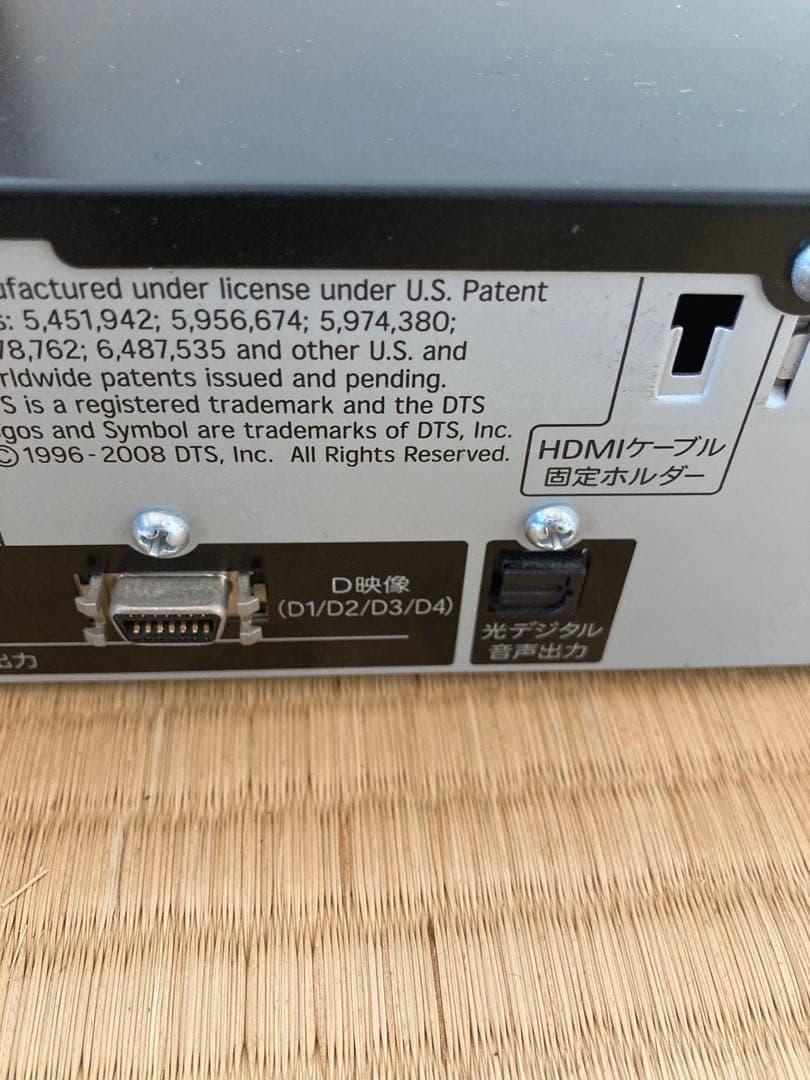 ufactured under license under U.S. Patent
s: 5,451,942; 5,956,674; 5,974,380;
78,762; 6,487,535 and other U.S. and
rldwide patents issued and pending.
S is a registered trademark and the DTS
gos and Symbol are trademarks of DTS, Inc.
©1996-2008 DTS, Inc. All Rights Reserved.
HDMIケーブル
固定ホルダー
D映像
(D1/D2/D3/D4)
出力
光デジタル
音声出力